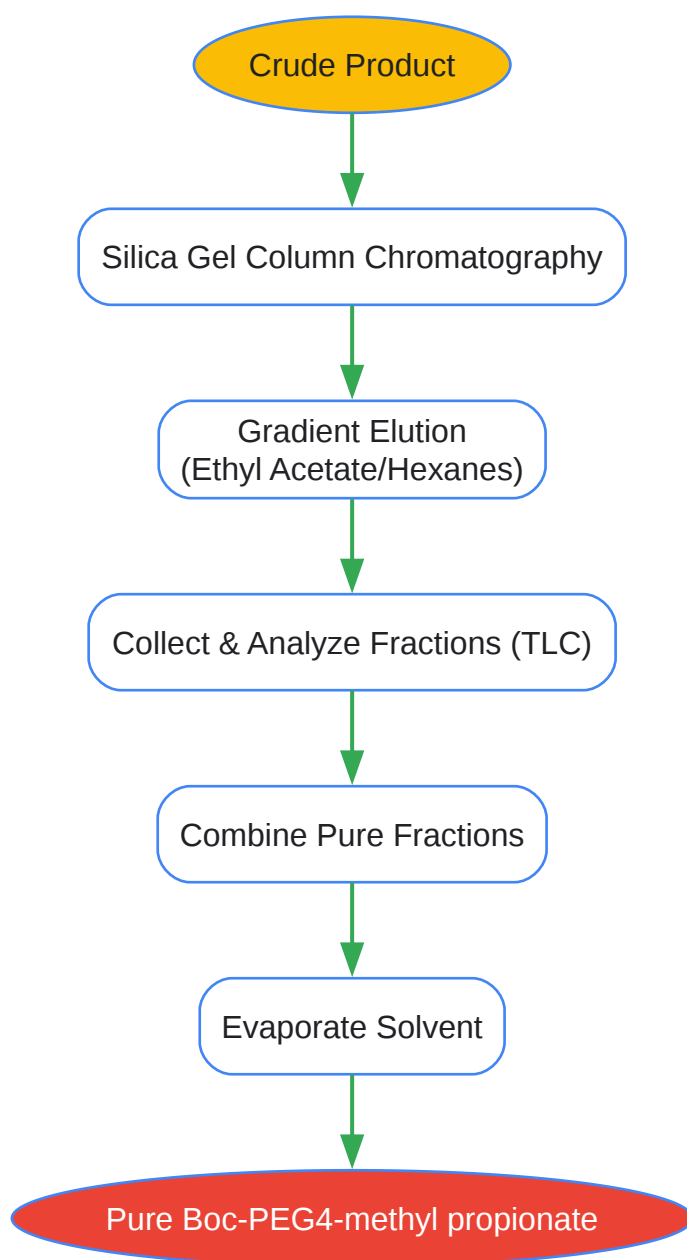 Crude Product
Silica Gel Column Chromatography
Gradient Elution
(Ethyl Acetate/Hexanes)
Collect & Analyze Fractions (TLC)
Combine Pure Fractions
Evaporate Solvent
Pure Boc-PEG4-methyl propionate